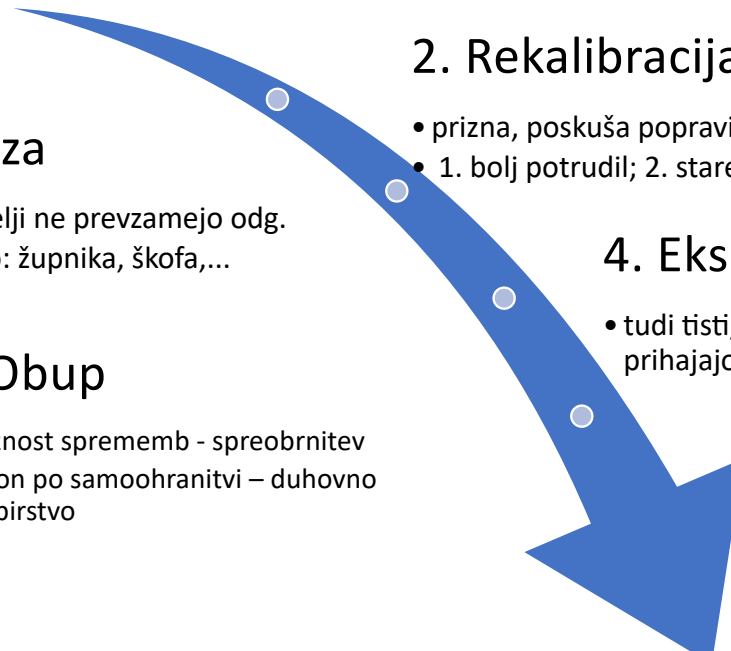 za
elji ne prevzamejo odg.
: župnika, škofa,...
2. Rekalibracija
• prizna, poskuša popravi
• 1. bolj potrudil; 2. stare
Obup
nost sprememb - spreobrnitev
on po samoohranitvi – duhovno
pirstvo
4. Eks
• tudi tisti
prihajajo